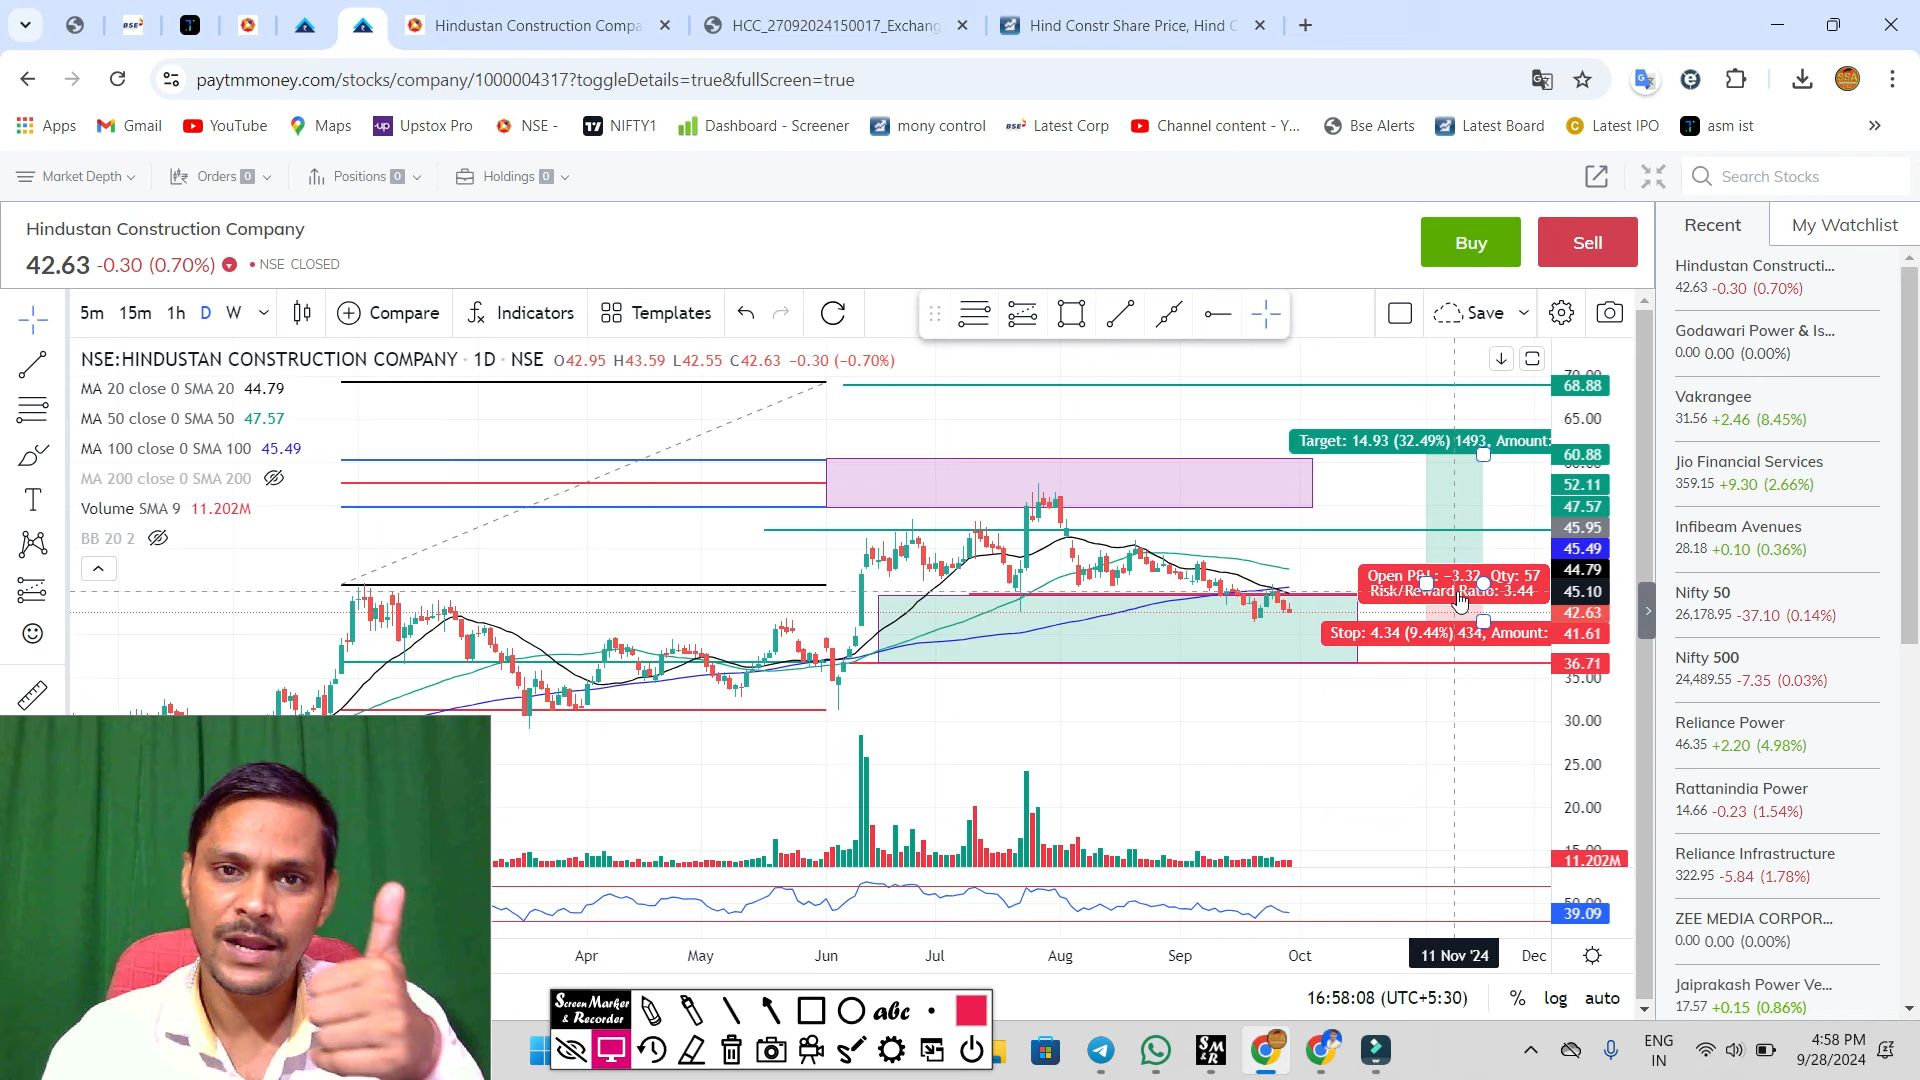 Hindustan Construction Compa
HCC_27092024150017_Exchang
Hind Constr Share Price, Hind C
paytmmoney.com/stocks/company/1000004317?toggleDetails=true&fullScreen=true
Apps
Gmail
YouTube
Maps
up
Upstox Pro
NSE -
NIFTY1
Dashboard - Screener
mony control
BSE
Latest Corp
Channel content - Y...
Bse Alerts
Latest Board
Latest IPO
asm ist
Market Depth
Orders 0
Positions 0
Holdings 0
Search Stocks
Hindustan Construction Company
42.63 -0.30 (0.70%) • NSE CLOSED
Buy
Sell
Recent
My Watchlist
5m 15m 1h D W
Compare
Indicators
Templates
Save
NSE:HINDUSTAN CONSTRUCTION COMPANY · 1D · NSE O42.95 H43.59 L42.55 C42.63 −0.30 (−0.70%)
MA 20 close 0 SMA 20 44.79
MA 50 close 0 SMA 50 47.57
MA 100 close 0 SMA 100 45.49
MA 200 close 0 SMA 200
Volume SMA 9 11.202M
BB 20 2
Target: 14.93 (32.49%) 1493, Amount:
Open P&L: −3.32, Qty: 57
Risk/Reward Ratio: 3.44
Stop: 4.34 (9.44%) 434, Amount:
70.00
68.88
65.00
60.88
52.11
47.57
45.95
45.49
44.79
45.10
42.63
41.61
36.71
35.00
30.00
25.00
20.00
15.00
11.202M
50.00
39.09
Apr May Jun Jul Aug Sep Oct 11 Nov '24 Dec
16:58:08 (UTC+5:30) % log auto
Hindustan Constructi...
42.63 -0.30 (0.70%)
Godawari Power & Is...
0.00 0.00 (0.00%)
Vakrangee
31.56 +2.46 (8.45%)
Jio Financial Services
359.15 +9.30 (2.66%)
Infibeam Avenues
28.18 +0.10 (0.36%)
Nifty 50
26,178.95 -37.10 (0.14%)
Nifty 500
24,489.55 -7.35 (0.03%)
Reliance Power
46.35 +2.20 (4.98%)
Rattanindia Power
14.66 -0.23 (1.54%)
Reliance Infrastructure
322.95 -5.84 (1.78%)
ZEE MEDIA CORPOR...
0.00 0.00 (0.00%)
Jaiprakash Power Ve...
17.57 +0.15 (0.86%)
Screen Marker
& Recorder
abc
SM
&R
ENG
IN
4:58 PM
9/28/2024